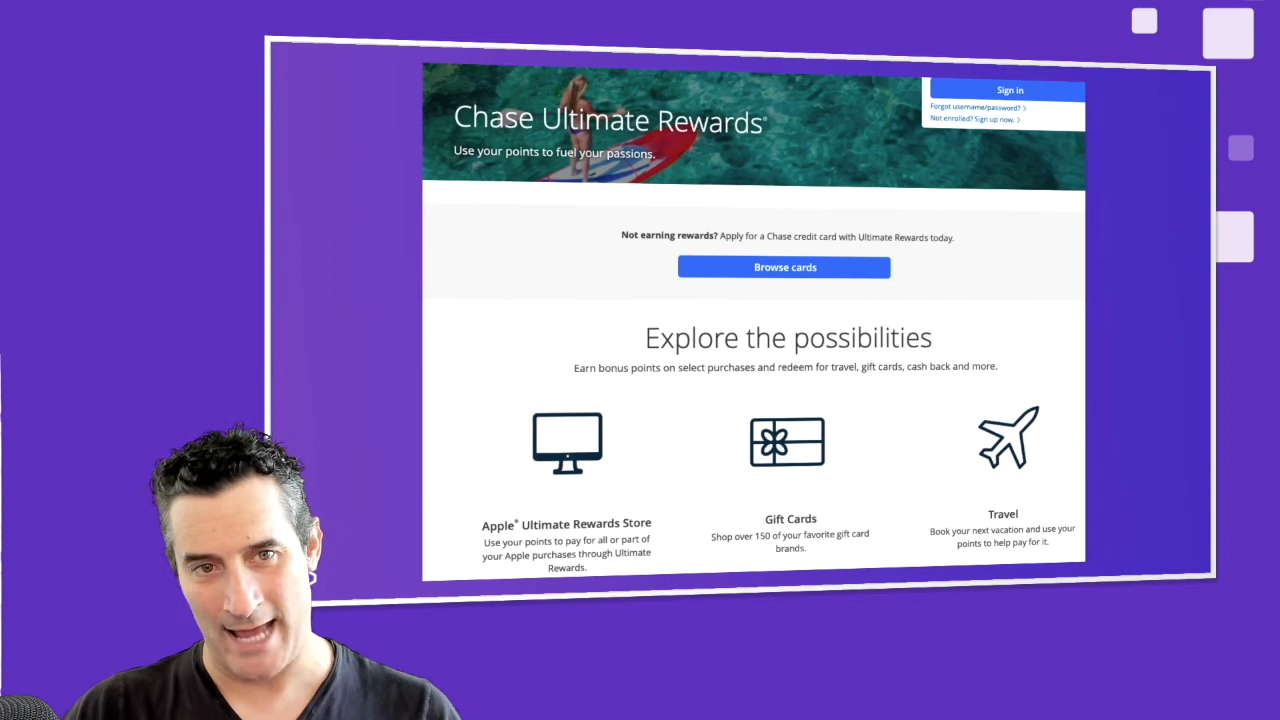 Sign in
Forgot username/password? >
Not enrolled? Sign up now. >
Chase Ultimate Rewards®
Use your points to fuel your passions.
Not earning rewards? Apply for a Chase credit card with Ultimate Rewards today.
Browse cards
Explore the possibilities
Earn bonus points on select purchases and redeem for travel, gift cards, cash back and more.
Apple® Ultimate Rewards Store
Use your points to pay for all or part of
your Apple purchases through Ultimate
Rewards.
Gift Cards
Shop over 150 of your favorite gift card
brands.
Travel
Book your next vacation and use your
points to help pay for it.